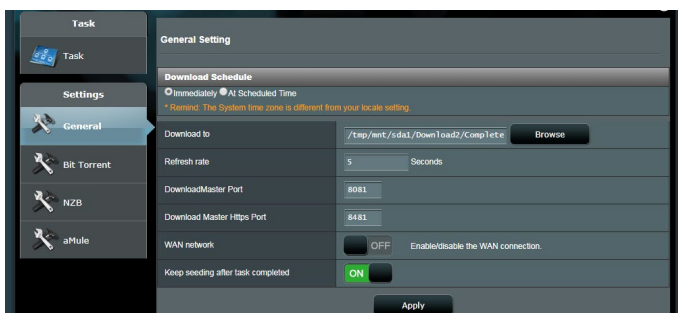 Task
Task
Settings
General
Bit Torrent
NZB
aMule
General Setting
Download Schedule
Immediately At Scheduled Time
* Remind: The System time zone is different from your locale setting.
Download to /tmp/mnt/sda1/Download2/Complete Browse
Refresh rate 5 Seconds
DownloadMaster Port 8081
Download Master Https Port 8481
WAN network OFF Enable/disable the WAN connection.
Keep seeding after task completed ON
Apply